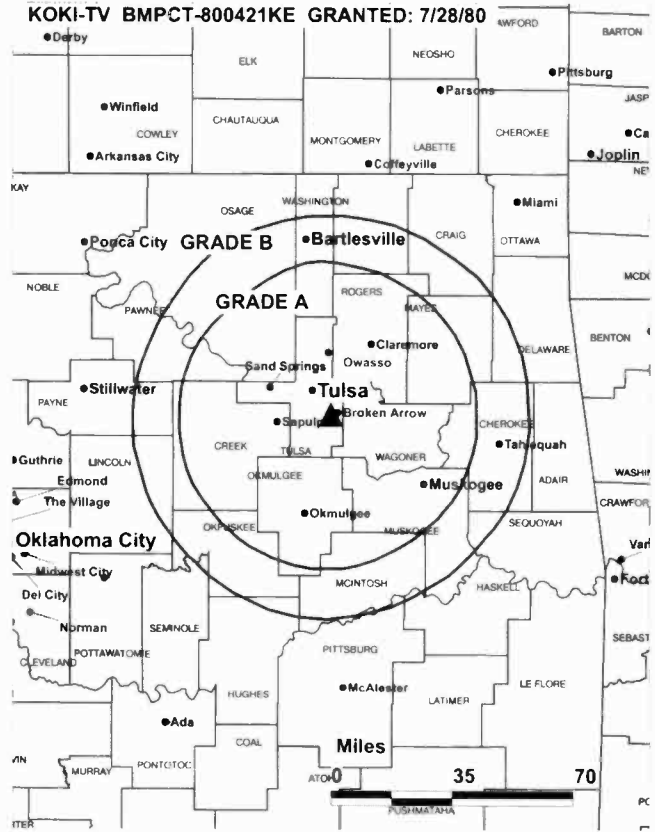 KOKI-TV BMPCT-800421KE GRANTED: 7/28/80
BARTON
Derby
ELK
NEOSHO
Pittsburg
Parsons
Winfield
CHAUTAUQUA
COWLEY
MONTGOMERY
LABETTE
CHEROKEE
Arkansas City
Coffeyville
Joplin
KAY
OSAGE
WASHINGTON
Miami
Ponca City
GRADE B
Bartlesville
CRAIG
OTTAWA
NOBLE
GRADE A
ROGERS
PAWNEE
MAYES
BENTON
Claremore
DELAWARE
Sand Springs
Owasso
Stillwater
Tulsa
PAYNE
Broken Arrow
Sapulpa
CHEROKEE
Tahlequah
Guthrie
LINCOLN
CREEK
TULSA
WAGONER
Edmond
OKMULGEE
Muskogee
ADAIR
The Village
Okmulgee
SEQUOYAH
OKFUSKEE
MUSKOGEE
Oklahoma City
Midwest City
MCINTOSH
HASKELL
Del City
Norman
SEMINOLE
PITTSBURG
CLEVELAND
POTTAWATOMIE
McAlester
LE FLORE
HUGHES
LATIMER
Ada
COAL
Miles
PONTOTOC
MURRAY
0 35 70
PUSHMATAHA